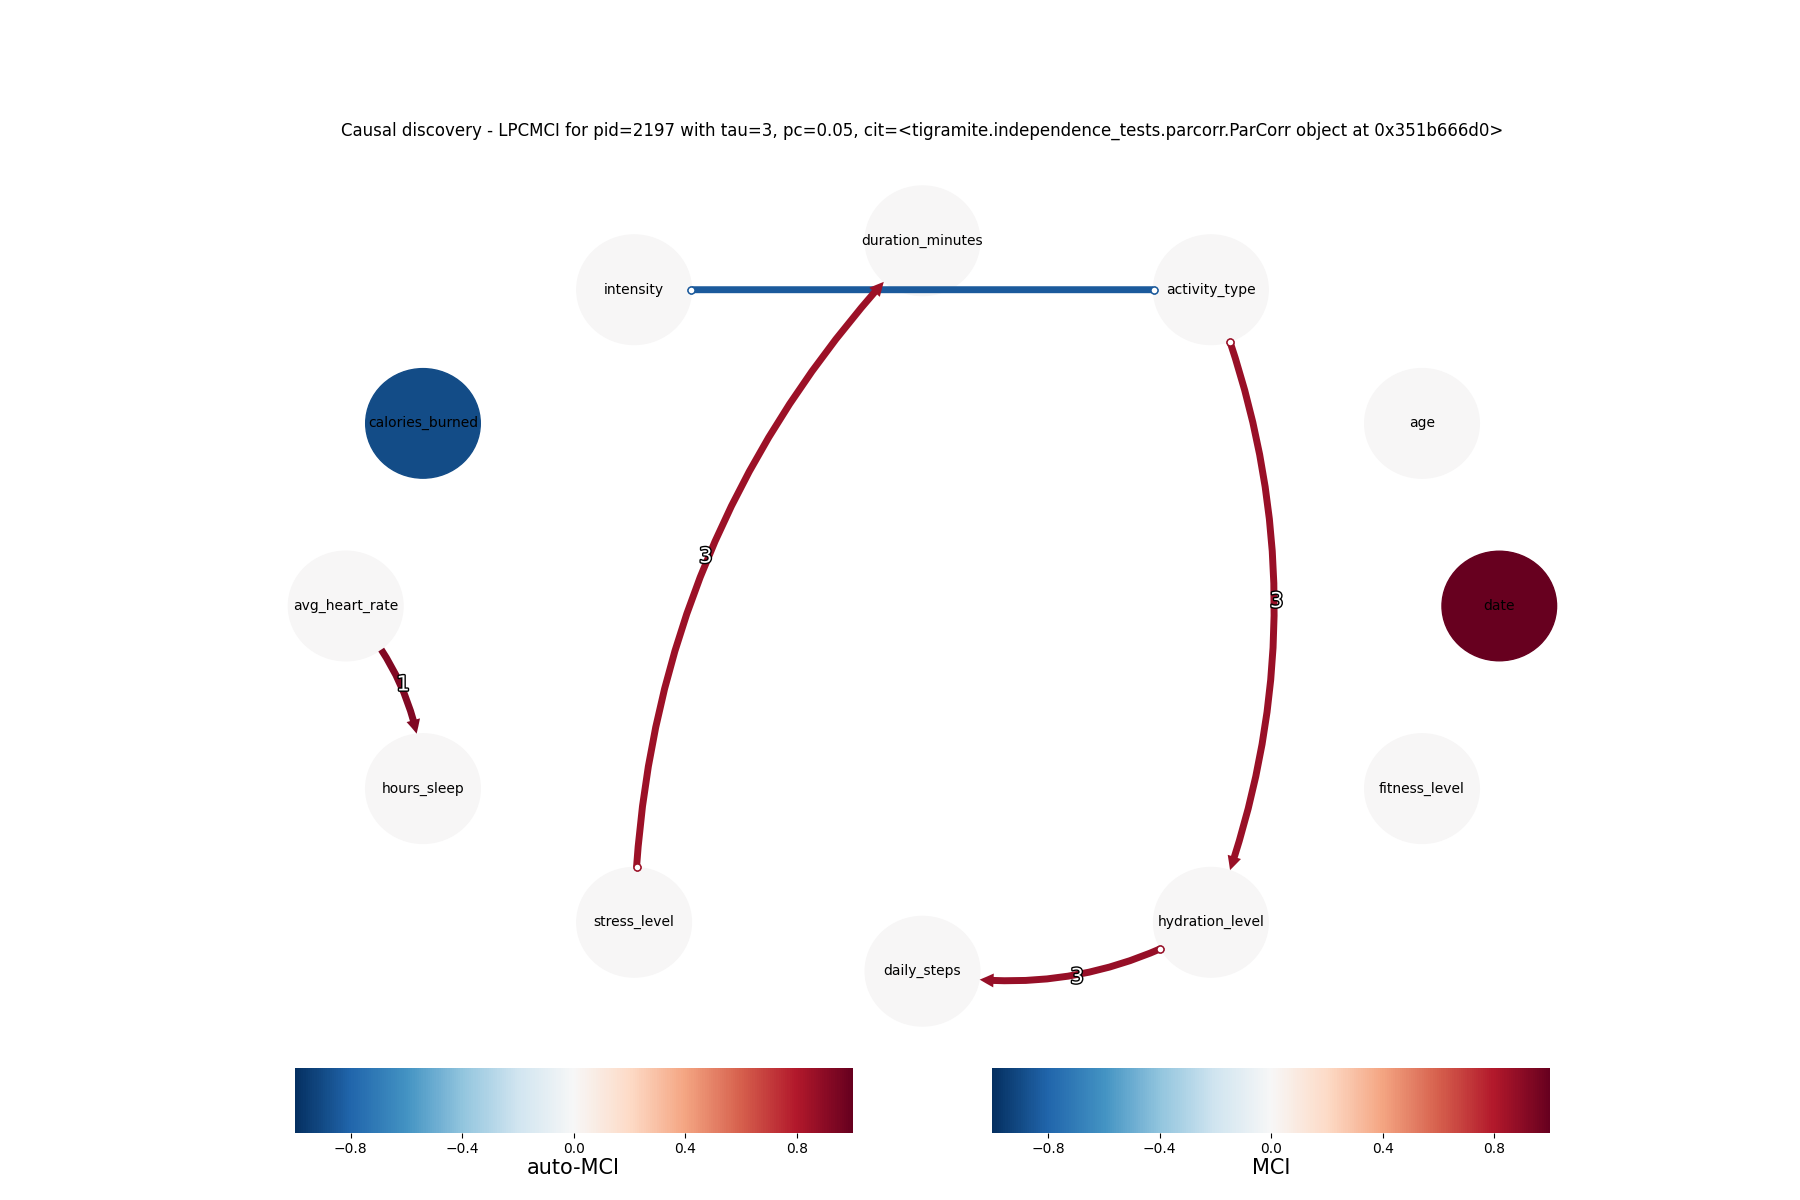 Causal discovery - LPCMCI for pid=2197 with tau=3, pc=0.05, cit=<tigramite.independence_tests.parcorr.ParCorr object at 0x351b666d0>
duration_minutes
intensity
activity_type
calories_burned
age
3
3
avg_heart_rate
date
1
hours_sleep
fitness_level
stress_level
hydration_level
daily_steps
3
−0.8 −0.4 0.0 0.4 0.8
auto-MCI
−0.8 −0.4 0.0 0.4 0.8
MCI